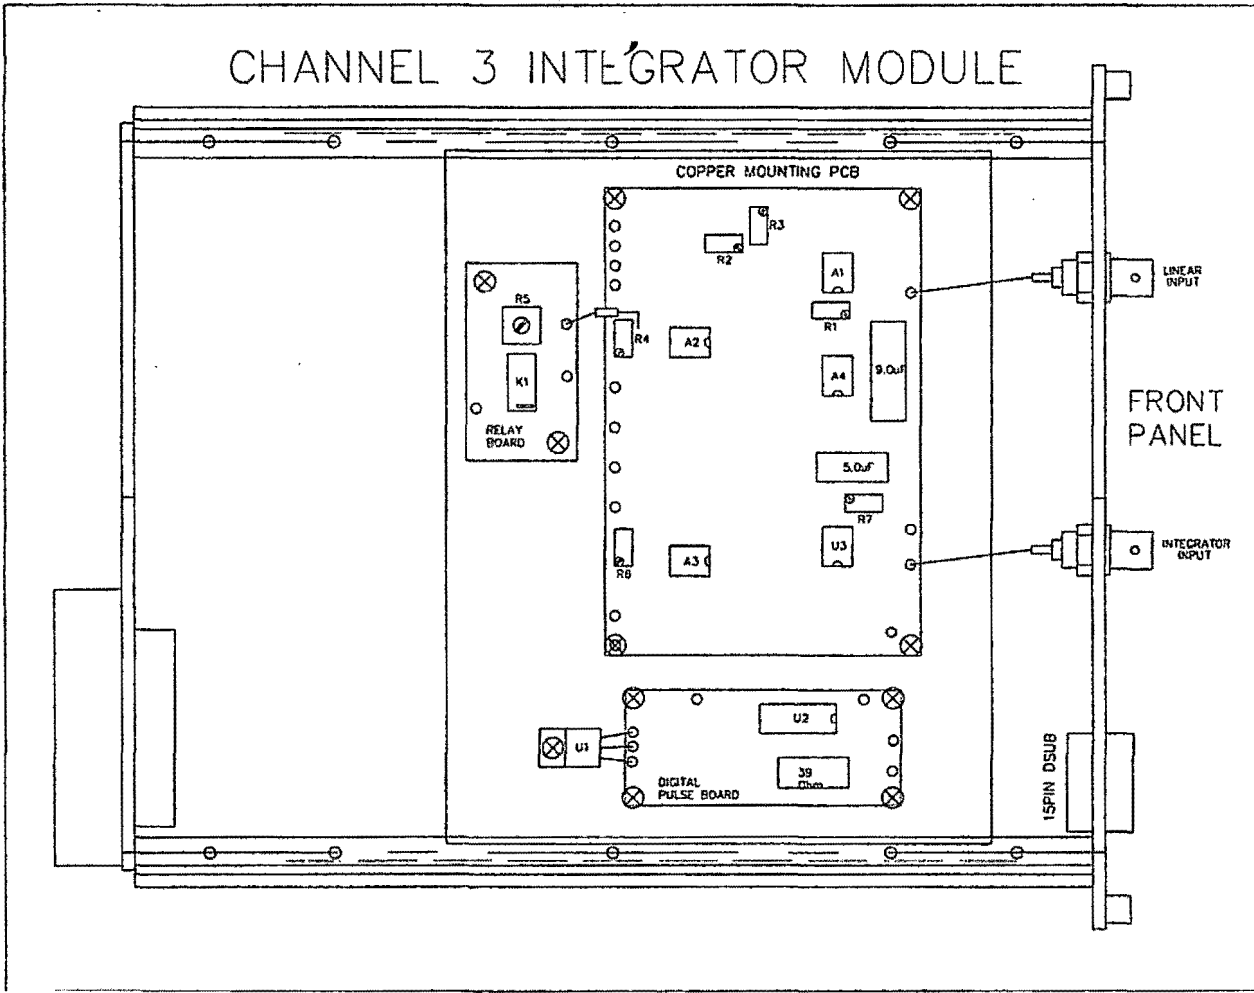 CHANNEL 3 INTEGRATOR MODULE
COPPER MOUNTING PCB
R3
R2
A1
LINEAR
INPUT
R5
R1
R4
A2
9.0uF
K1
A4
FRONT
PANEL
RELAY
BOARD
5.0uF
R7
U3
INTEGRATOR
INPUT
A3
R6
U2
U1
39
Ohm
DIGITAL
PULSE BOARD
15PIN DSUB